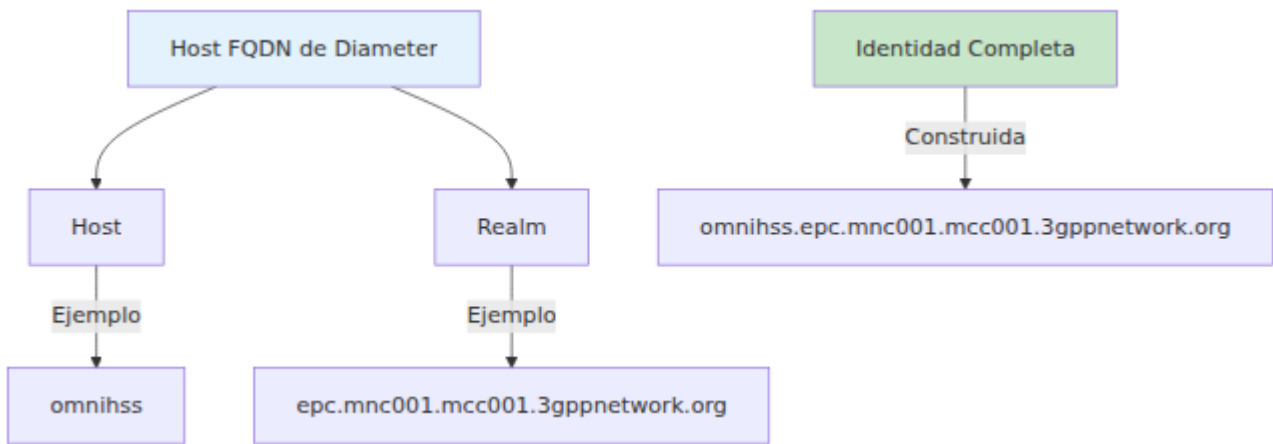 Host FQDN de Diameter
Identidad Completa
Construida
Host
Realm
omnihss.epc.mnc001.mcc001.3gppnetwork.org
Ejemplo
Ejemplo
omnihss
epc.mnc001.mcc001.3gppnetwork.org